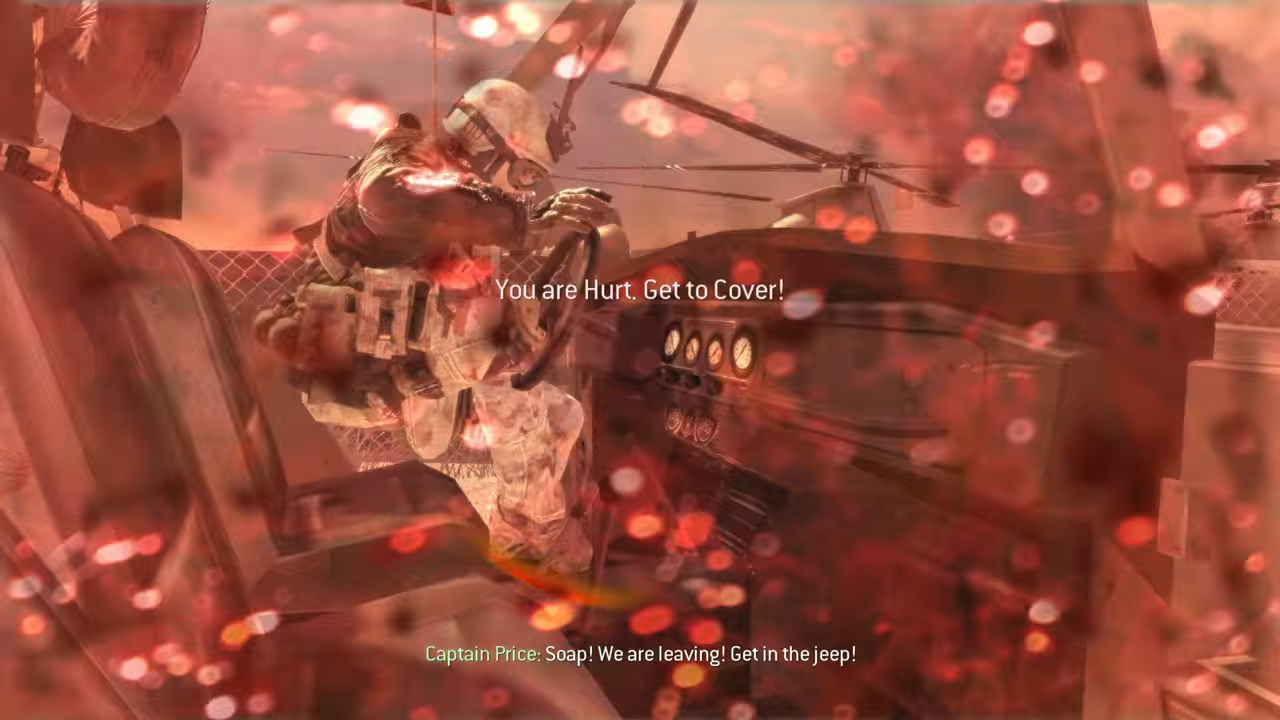 You are Hurt. Get to Cover!
Captain Price: Soap! We are leaving! Get in the jeep!